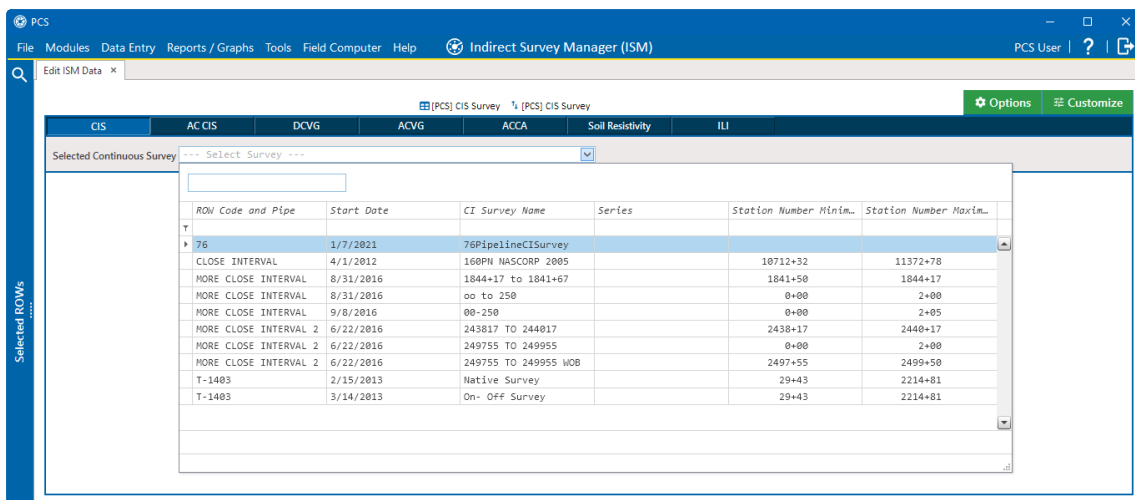 PCS
File Modules Data Entry Reports / Graphs Tools Field Computer Help Indirect Survey Manager (ISM) PCS User | ? |
Edit ISM Data ×
[PCS] CIS Survey [PCS] CIS Survey Options Customize
CIS AC CIS DCVG ACVG ACCA Soil Resistivity ILI
Selected Continuous Survey --- Select Survey ---
ROW Code and Pipe Start Date CI Survey Name Series Station Number Minim… Station Number Maxim…
76 1/7/2021 76PipelineCISurvey
CLOSE INTERVAL 4/1/2012 160PN NASCORP 2005 10712+32 11372+78
MORE CLOSE INTERVAL 8/31/2016 1844+17 to 1841+67 1841+50 1844+17
MORE CLOSE INTERVAL 8/31/2016 oo to 250 0+00 2+00
MORE CLOSE INTERVAL 9/8/2016 00-250 0+00 2+05
MORE CLOSE INTERVAL 2 6/22/2016 243817 TO 244017 2438+17 2440+17
MORE CLOSE INTERVAL 2 6/22/2016 249755 TO 249955 0+00 2+00
MORE CLOSE INTERVAL 2 6/22/2016 249755 TO 249955 WOB 2497+55 2499+50
T-1403 2/15/2013 Native Survey 29+43 2214+81
T-1403 3/14/2013 On- Off Survey 29+43 2214+81
Selected ROWs